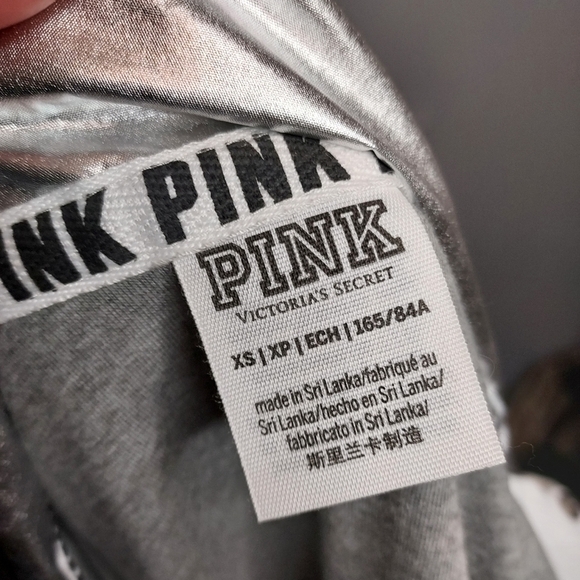 INK PINK
PINK
VICTORIA'S SECRET
XS | XP | ECH | 165/84A
made in Sri Lanka/fabriqué au
Sri Lanka/hecho en Sri Lanka/
fabbricato in Sri Lanka/
斯里兰卡制造